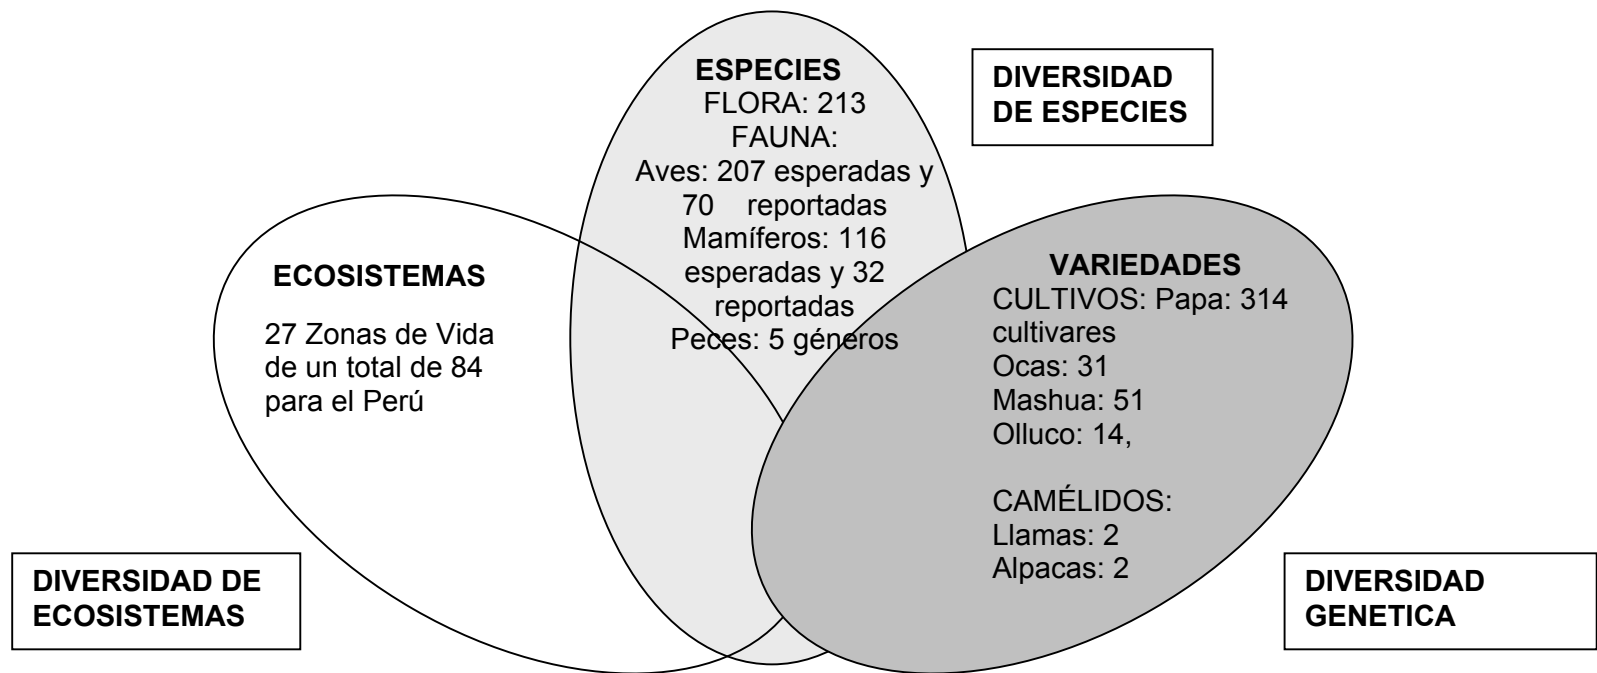 ESPECIES
FLORA: 213
FAUNA:
Aves: 207 esperadas y
70 reportadas
Mamíferos: 116
esperadas y 32
reportadas
Peces: 5 géneros
DIVERSIDAD
DE ESPECIES
ECOSISTEMAS
27 Zonas de Vida
de un total de 84
para el Perú
VARIEDADES
CULTIVOS: Papa: 314
cultivares
Ocas: 31
Mashua: 51
Olluco: 14,
CAMÉLIDOS:
Llamas: 2
Alpacas: 2
DIVERSIDAD DE
ECOSISTEMAS
DIVERSIDAD
GENETICA